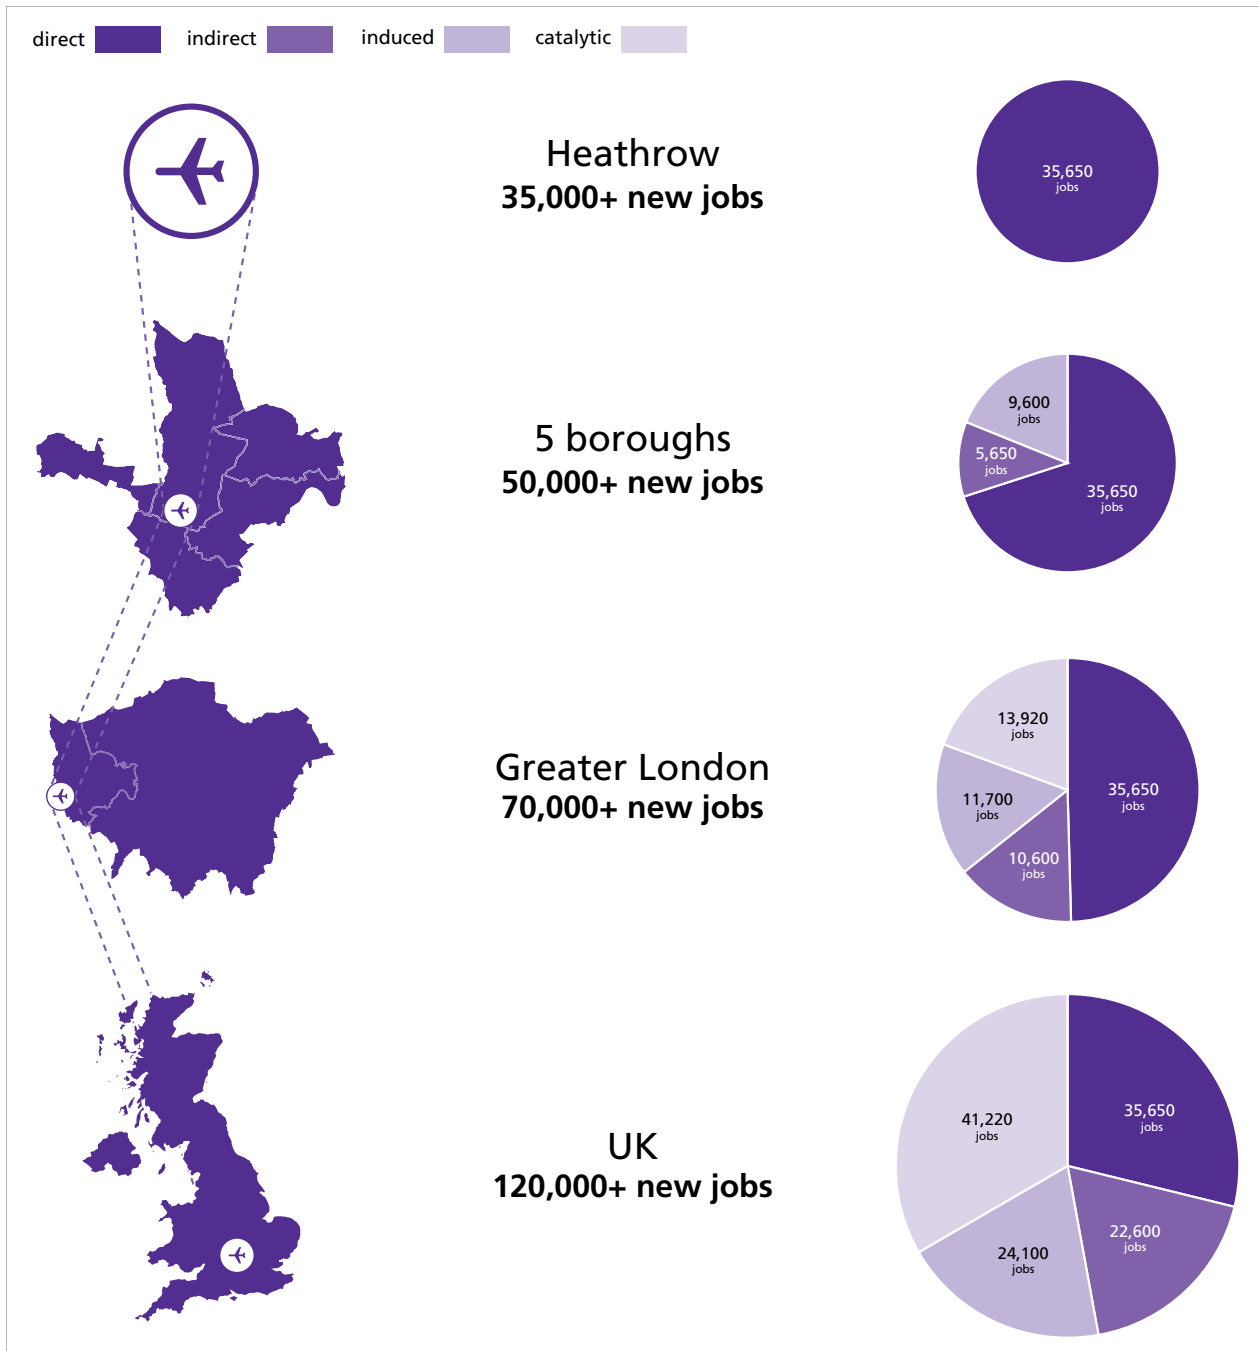 direct indirect induced catalytic
Heathrow
35,000+ new jobs
35,650
jobs
5 boroughs
50,000+ new jobs
9,600
jobs
5,650
jobs
35,650
jobs
Greater London
70,000+ new jobs
13,920
jobs
35,650
jobs
11,700
jobs
10,600
jobs
UK
120,000+ new jobs
35,650
jobs
41,220
jobs
22,600
jobs
24,100
jobs